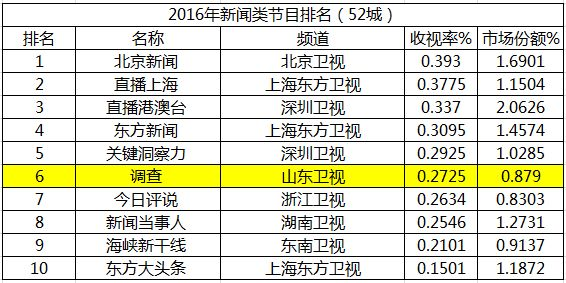 2016年新闻类节目排名（52城）
排名 名称 频道 收视率% 市场份额%
1 北京新闻 北京卫视 0.393 1.6901
2 直播上海 上海东方卫视 0.3775 1.1504
3 直播港澳台 深圳卫视 0.337 2.0626
4 东方新闻 上海东方卫视 0.3095 1.4574
5 关键洞察力 深圳卫视 0.2925 1.0285
6 调查 山东卫视 0.2725 0.879
7 今日评说 浙江卫视 0.2634 0.8303
8 新闻当事人 湖南卫视 0.2546 1.2731
9 海峡新干线 东南卫视 0.2101 0.9137
10 东方大头条 上海东方卫视 0.1501 1.1872